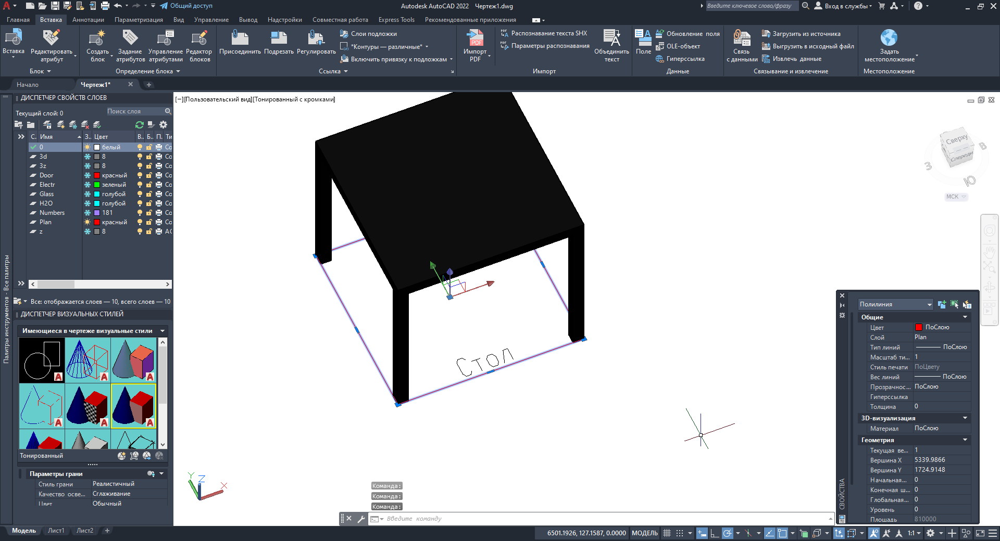 Общий доступ
Autodesk AutoCAD 2022 Чертеж1.dwg
Введите ключевое слово/фразу
Вход в службы
Главная Вставка Аннотации Параметризация Вид Управление Вывод Надстройки Совместная работа Express Tools Рекомендованные приложения
Вставка
Редактировать атрибут
Блок
Создать блок
Задание атрибутов
Управление атрибутами
Редактор блоков
Определение блока
Присоединить
Подрезать
Регулировать
Слои подложки
*Контуры — различные*
Включить привязку к подложкам
Ссылка
PDF
Импорт PDF
Распознавание текста SHX
Параметры распознавания
Объединить текст
Импорт
Поле
Обновление поля
OLE-объект
Гиперссылка
Данные
Связь с данными
Загрузить из источника
Выгрузить в исходный файл
Извлечь данные
Связывание и извлечение
Задать местоположение
Местоположение
Начало
Чертеж1*
Палитры инструментов - Все палитры
ДИСПЕТЧЕР СВОЙСТВ СЛОЕВ
Текущий слой: 0
Поиск слоя
С. Имя З.. Цвет В.. Б.. П. Ти
0 белый Co
3d 8 Co
3z 8 Co
Door красный Co
Electr зеленый Co
Glass голубой Co
H2O голубой Co
Numbers 181 Co
Plan красный Co
z 8 AC
Все: отображается слоев — 10, всего слоев — 10
ДИСПЕТЧЕР ВИЗУАЛЬНЫХ СТИЛЕЙ
Имеющиеся в чертеже визуальные стили
Тонированный
Параметры грани
Стиль грани Реалистичный
Качество осве... Сглаживание
Цвет Обычный
[−][Пользовательский вид][Тонированный с кромками]
Сверху
Спереди
В
З
Ю
МСК
Стол
Y
Z
X
Команда:
Команда:
Команда:
Введите команду
СВОЙСТВА
Полилиния
Общие
Цвет ПоСлою
Слой Plan
Тип линий ПоСлою
Масштаб ти... 1
Стиль печати ПоЦвету
Вес линий ПоСлою
Прозрачнос... ПоСлою
Гиперссылка
Толщина 0
3D-визуализация
Материал ПоСлою
Геометрия
Текущая ве... 1
Вершина X 5339.9866
Вершина Y 1724.9148
Начальная... 0
Конечная ш... 0
Глобальная... 0
Уровень 0
Площадь 810000
Модель Лист1 Лист2
6501.1926, 127.1587, 0.0000 МОДЕЛЬ
1:1